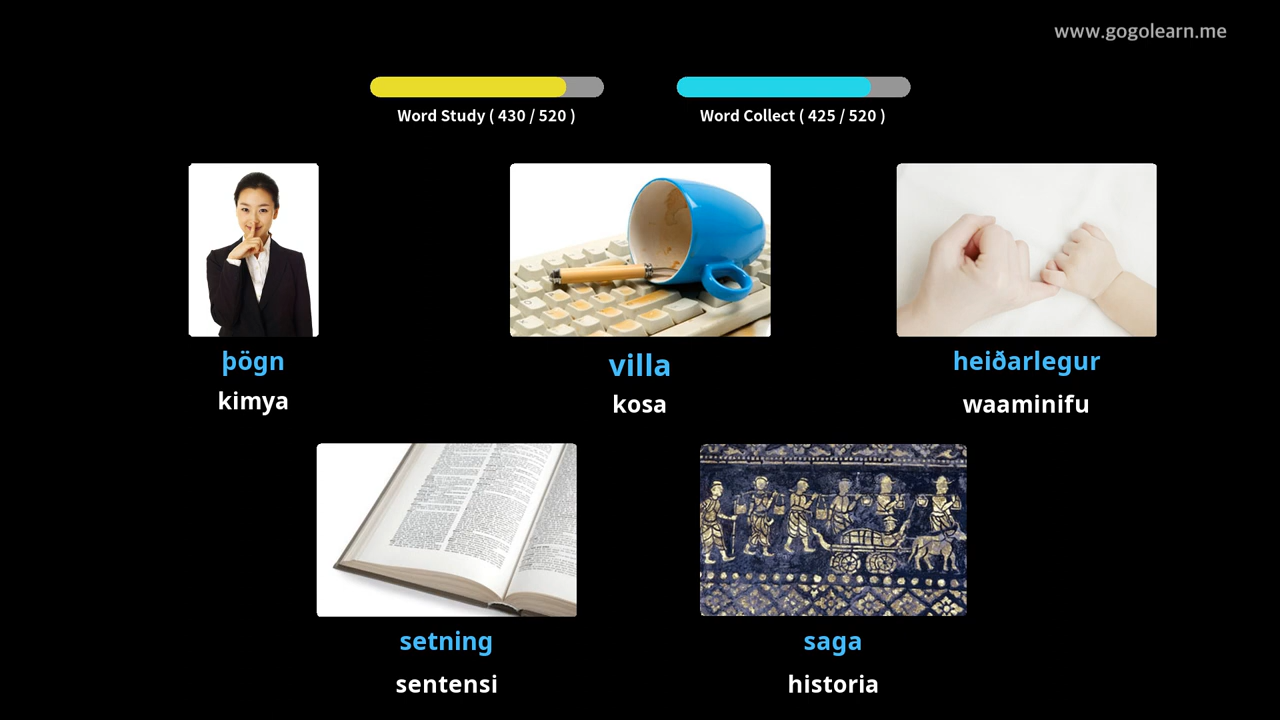 www.gogolearn.me
Word Study ( 430 / 520 )
Word Collect ( 425 / 520 )
þögn
kimya
villa
kosa
heiðarlegur
waaminifu
setning
sentensi
saga
historia